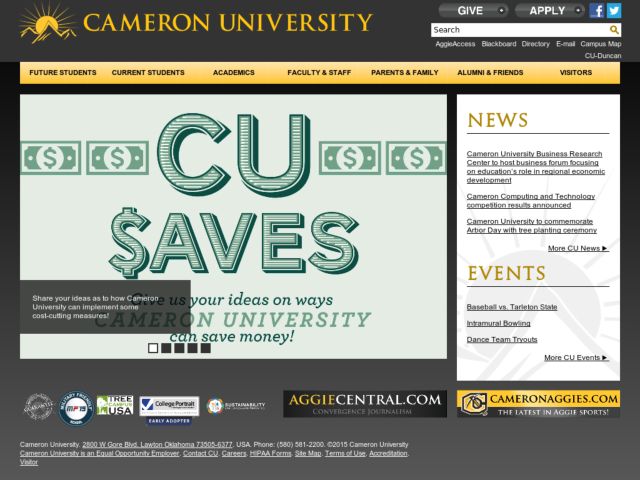 CAMERON UNIVERSITY
GIVE
APPLY
Search
AggieAccess Blackboard Directory E-mail Campus Map
CU-Duncan
FUTURE STUDENTS CURRENT STUDENTS ACADEMICS FACULTY & STAFF PARENTS & FAMILY ALUMNI & FRIENDS VISITORS
CU
$AVES
Give us your ideas on ways
CAMERON UNIVERSITY
can save money!
Share your ideas as to how Cameron
University can implement some
cost-cutting measures!
NEWS
Cameron University Business Research
Center to host business forum focusing
on education's role in regional economic
development
Cameron Computing and Technology
competition results announced
Cameron University to commemorate
Arbor Day with tree planting ceremony
More CU News
EVENTS
Baseball vs. Tarleton State
Intramural Bowling
Dance Team Tryouts
More CU Events
GUARANTEE
MILITARY FRIENDLY
TREE
CAMPUS
USA
College Portrait
EARLY ADOPTER
SUSTAINABILITY
AGGIECENTRAL.COM
CONVERGENCE JOURNALISM
CAMERONAGGIES.COM
THE LATEST IN AGGIE SPORTS!
Cameron University. 2800 W Gore Blvd. Lawton Oklahoma 73505-6377. USA. Phone: (580) 581-2200. ©2015 Cameron University
Cameron University is an Equal Opportunity Employer. Contact CU. Careers. HIPAA Forms. Site Map. Terms of Use. Accreditation.
Visitor